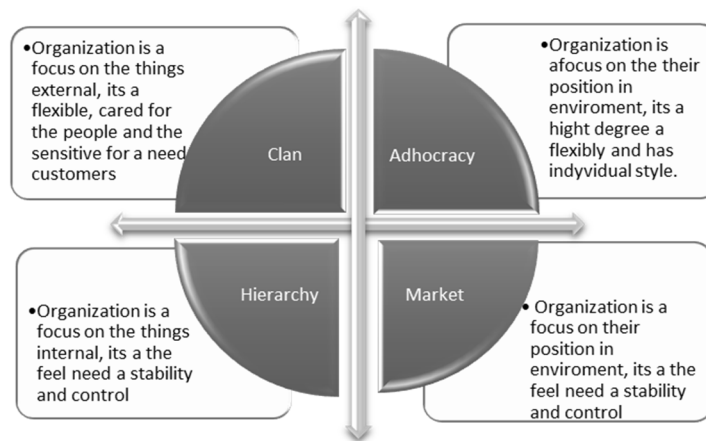 •Organization is a
focus on the things
external, its a
flexible, cared for
the people and the
sensitive for a need
customers
Clan
Adhocracy
•Organization is
afocus on the their
position in
enviroment, its a
hight degree a
flexibly and has
indyvidual style.
Hierarchy
Market
•Organization is a
focus on the things
internal, its a the
feel need a stability
and control
• Organization is a
focus on their
position in
enviroment, its a the
feel need a stability
and control